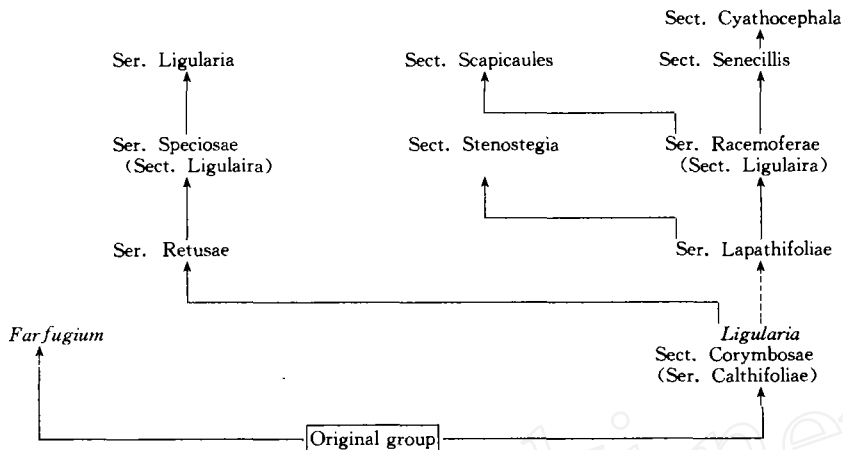 Sect. Cyathocephala
Ser. Ligularia
Sect. Scapicaules
Sect. Senecillis
Ser. Speciosae
(Sect. Ligulaira)
Sect. Stenostegia
Ser. Racemoferae
(Sect. Ligulaira)
Ser. Retusae
Ser. Lapathifoliae
Farfugium
Ligularia
Sect. Corymbosae
(Ser. Calthifoliae)
Original group